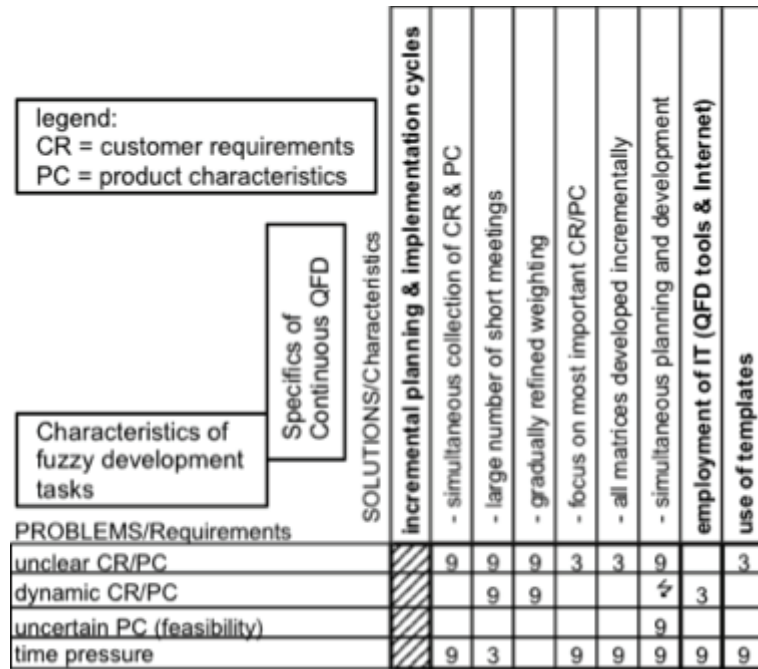 legend:
CR = customer requirements
PC = product characteristics
Specifics of
Continuous QFD
Characteristics of
fuzzy development
tasks
SOLUTIONS/Characteristics
incremental planning & implementation cycles
- simultaneous collection of CR & PC
- large number of short meetings
- gradually refined weighting
- focus on most important CR/PC
- all matrices developed incrementally
- simultaneous planning and development
employment of IT (QFD tools & Internet)
use of templates
PROBLEMS/Requirements
unclear CR/PC 9 9 9 3 3 9 3
dynamic CR/PC 9 9 3
uncertain PC (feasibility) 9
time pressure 9 3 9 9 9 9 9